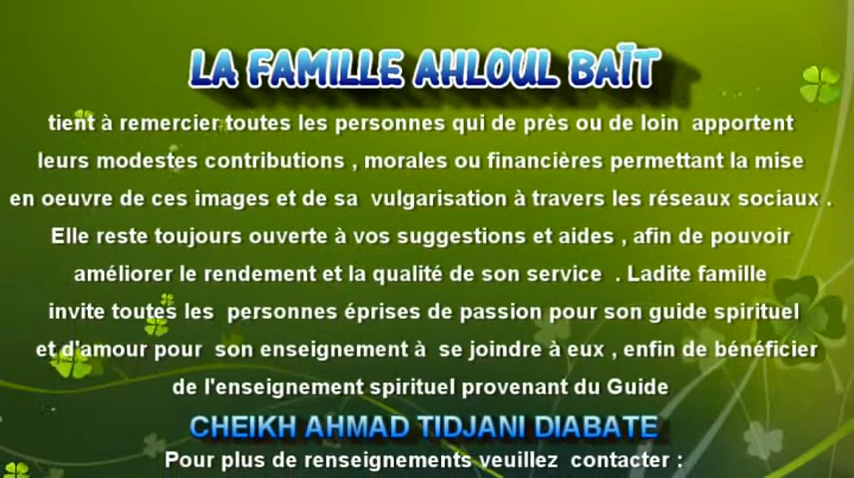 LA FAMILLE AHLOUL BAÏT
tient à remercier toutes les personnes qui de près ou de loin apportent
leurs modestes contributions , morales ou financières permettant la mise
en oeuvre de ces images et de sa vulgarisation à travers les réseaux sociaux .
Elle reste toujours ouverte à vos suggestions et aides , afin de pouvoir
améliorer le rendement et la qualité de son service . Ladite famille
invite toutes les personnes éprises de passion pour son guide spirituel
et d'amour pour son enseignement à se joindre à eux , enfin de bénéficier
de l'enseignement spirituel provenant du Guide
CHEIKH AHMAD TIDJANI DIABATE
Pour plus de renseignements veuillez contacter :